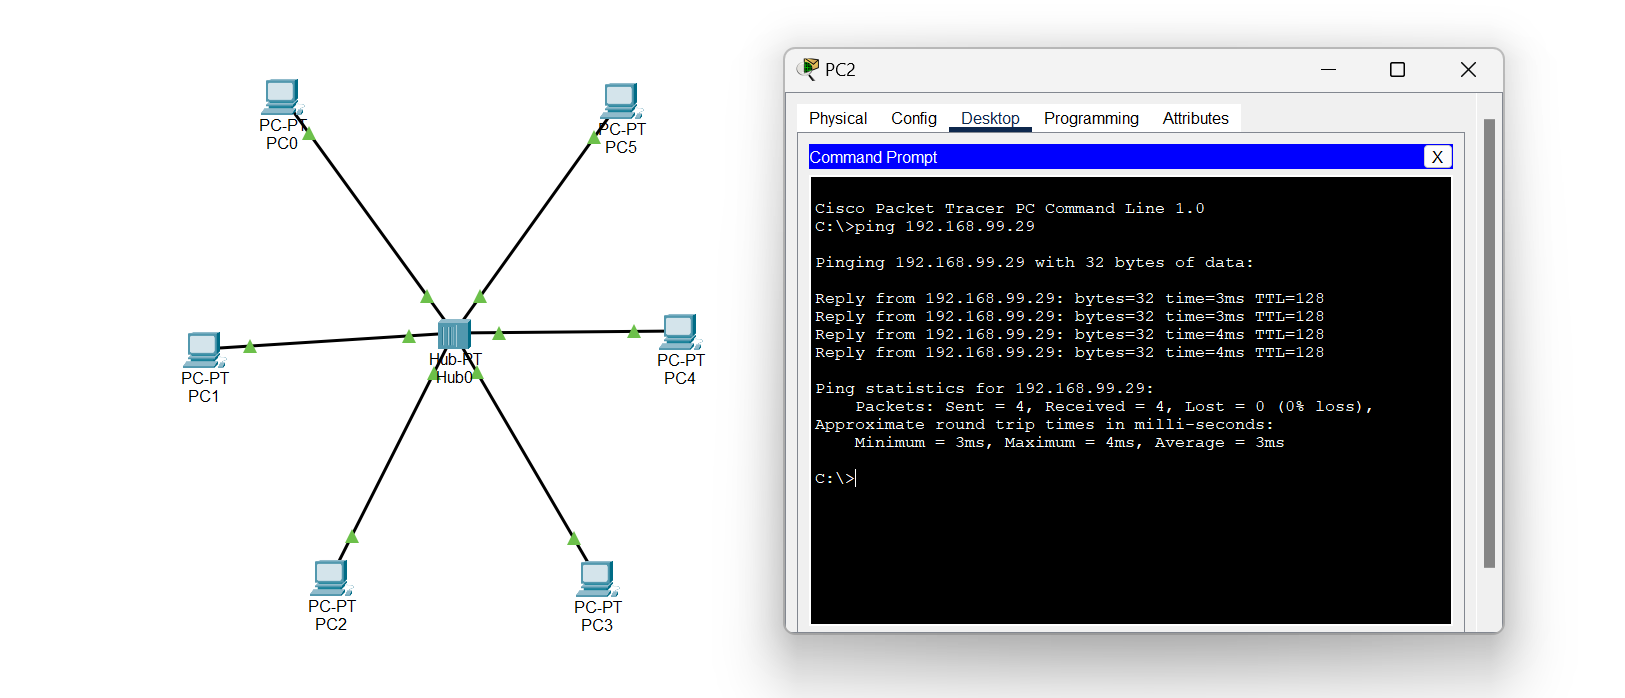 PC-PT
PC0
PC-PT
PC5
Hub-PT
Hub0
PC-PT
PC1
PC-PT
PC4
PC-PT
PC2
PC-PT
PC3
PC2
Physical Config Desktop Programming Attributes
Command Prompt X
Cisco Packet Tracer PC Command Line 1.0
C:\>ping 192.168.99.29
Pinging 192.168.99.29 with 32 bytes of data:
Reply from 192.168.99.29: bytes=32 time=3ms TTL=128
Reply from 192.168.99.29: bytes=32 time=3ms TTL=128
Reply from 192.168.99.29: bytes=32 time=4ms TTL=128
Reply from 192.168.99.29: bytes=32 time=4ms TTL=128
Ping statistics for 192.168.99.29:
Packets: Sent = 4, Received = 4, Lost = 0 (0% loss),
Approximate round trip times in milli-seconds:
Minimum = 3ms, Maximum = 4ms, Average = 3ms
C:\>